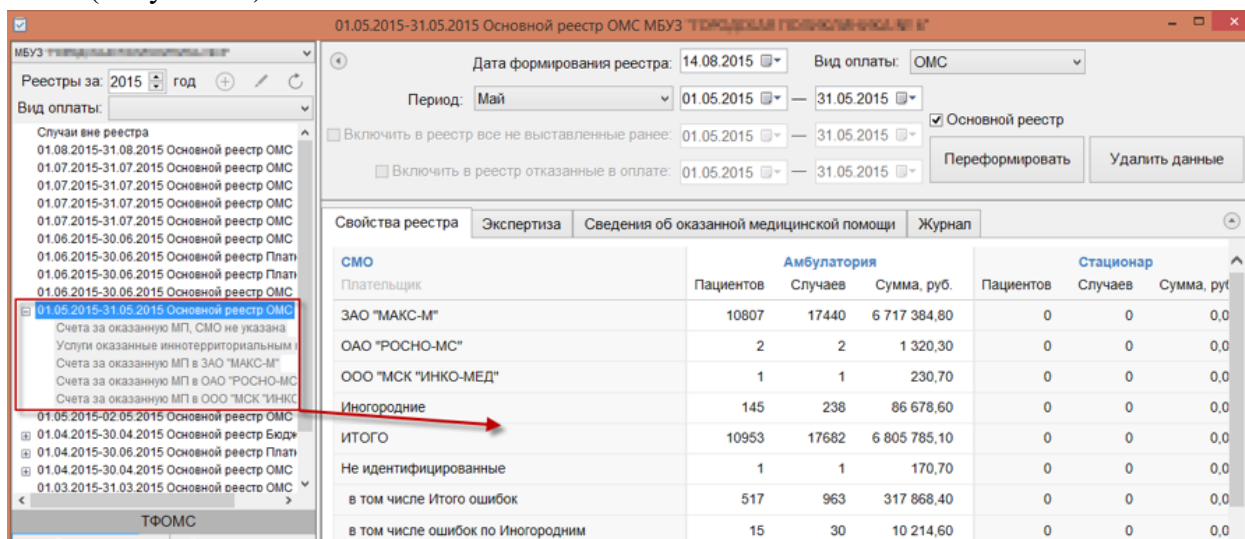 01.05.2015-31.05.2015 Основной реестр ОМС МБУЗ
МБУЗ
Реестры за: 2015 год
Вид оплаты:
Случаи вне реестра
01.08.2015-31.08.2015 Основной реестр ОМС
01.07.2015-31.07.2015 Основной реестр ОМС
01.07.2015-31.07.2015 Основной реестр ОМС
01.07.2015-31.07.2015 Основной реестр ОМС
01.07.2015-31.07.2015 Основной реестр ОМС
01.06.2015-30.06.2015 Основной реестр ОМС
01.06.2015-30.06.2015 Основной реестр Платн
01.06.2015-30.06.2015 Основной реестр Платн
01.06.2015-30.06.2015 Основной реестр ОМС
01.05.2015-31.05.2015 Основной реестр ОМС
Счета за оказанную МП, СМО не указана
Услуги оказанные иннотерриториальным
Счета за оказанную МП в ЗАО "МАКС-М"
Счета за оказанную МП в ОАО "РОСНО-МС
Счета за оказанную МП в ООО "МСК "ИНКО
01.05.2015-02.05.2015 Основной реестр ОМС
01.04.2015-30.04.2015 Основной реестр Бюдж
01.04.2015-30.06.2015 Основной реестр Платн
01.04.2015-30.04.2015 Основной реестр ОМС
01.03.2015-31.03.2015 Основной реестр ОМС
ТФОМС
Дата формирования реестра: 14.08.2015 Вид оплаты: ОМС
Период: Май 01.05.2015 — 31.05.2015
Основной реестр
Включить в реестр все не выставленные ранее: 01.05.2015 — 31.05.2015
Переформировать Удалить данные
Включить в реестр отказанные в оплате: 01.05.2015 — 31.05.2015
Свойства реестра Экспертиза Сведения об оказанной медицинской помощи Журнал
СМО Амбулатория Стационар
Плательщик Пациентов Случаев Сумма, руб. Пациентов Случаев Сумма, руб
ЗАО "МАКС-М" 10807 17440 6 717 384,80 0 0 0,0
ОАО "РОСНО-МС" 2 2 1 320,30 0 0 0,0
ООО "МСК "ИНКО-МЕД" 1 1 230,70 0 0 0,0
Иногородние 145 238 86 678,60 0 0 0,0
ИТОГО 10953 17682 6 805 785,10 0 0 0,0
Не идентифицированные 1 1 170,70 0 0 0,0
в том числе Итого ошибок 517 963 317 868,40 0 0 0,0
в том числе ошибок по Иногородним 15 30 10 214,60 0 0 0,0